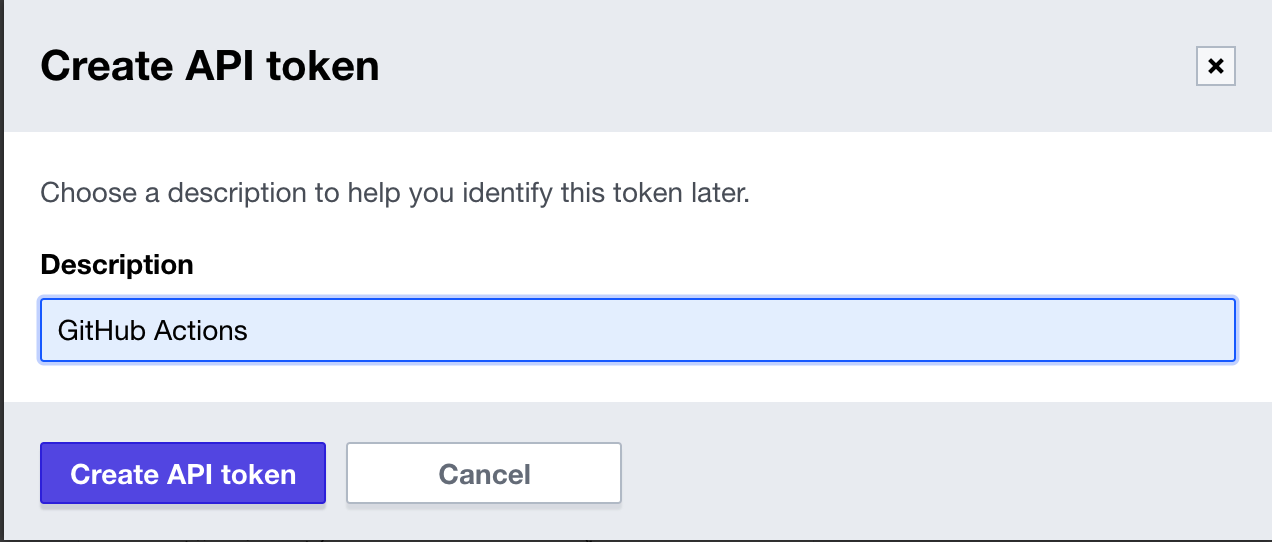 Create API token
Choose a description to help you identify this token later.
Description
GitHub Actions
Create API token
Cancel